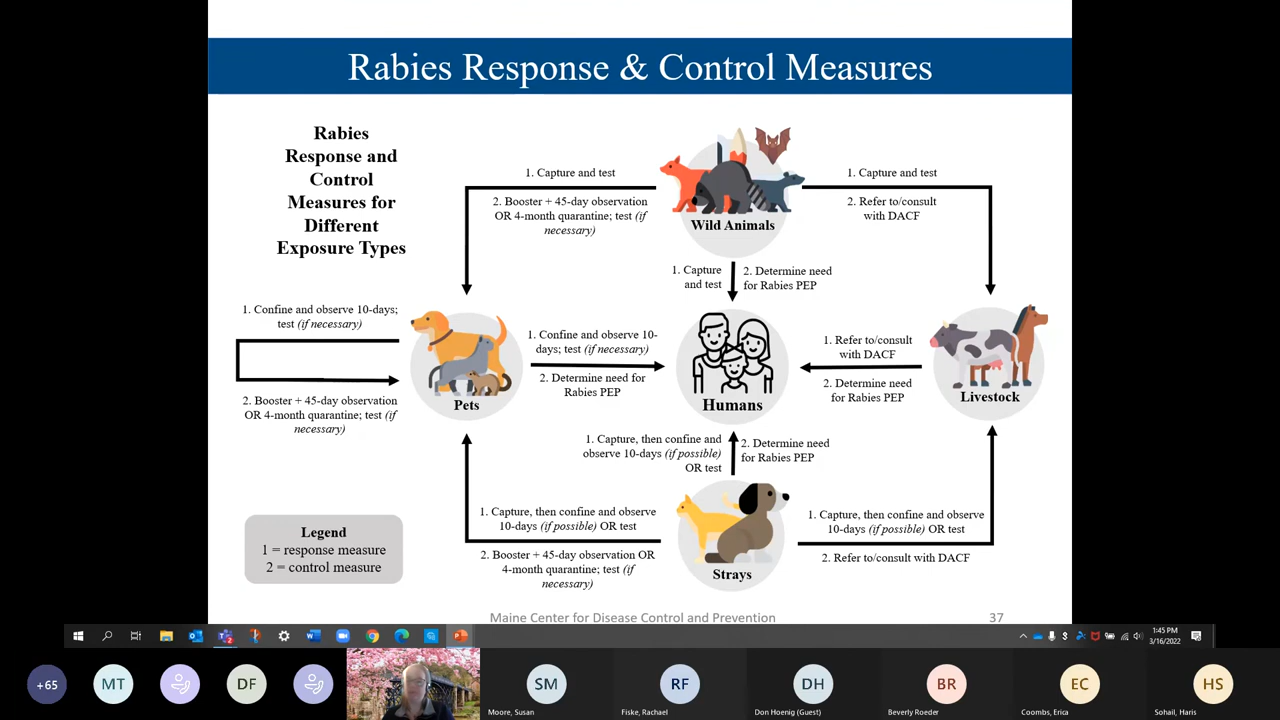 Rabies Response & Control Measures
Rabies
Response and
Control
Measures for
Different
Exposure Types
1. Capture and test
2. Booster + 45-day observation
OR 4-month quarantine; test (if
necessary)
Wild Animals
1. Capture and test
2. Refer to/consult
with DACF
1. Capture
and test
2. Determine need
for Rabies PEP
1. Confine and observe 10-days;
test (if necessary)
2. Booster + 45-day observation
OR 4-month quarantine; test (if
necessary)
Pets
1. Confine and observe 10-
days; test (if necessary)
2. Determine need for
Rabies PEP
Humans
1. Refer to/consult
with DACF
2. Determine need
for Rabies PEP
Livestock
1. Capture, then confine and
observe 10-days (if possible)
OR test
2. Determine need
for Rabies PEP
1. Capture, then confine and observe
10-days (if possible) OR test
2. Booster + 45-day observation OR
4-month quarantine; test (if
necessary)
Strays
1. Capture, then confine and observe
10-days (if possible) OR test
2. Refer to/consult with DACF
Legend
1 = response measure
2 = control measure
Maine Center for Disease Control and Prevention
37
1:45 PM
3/16/2022
+65
MT
DF
SM
Moore, Susan
RF
Fiske, Rachael
DH
Don Hoenig (Guest)
BR
Beverly Roeder
EC
Coombs, Erica
HS
Sohail, Haris